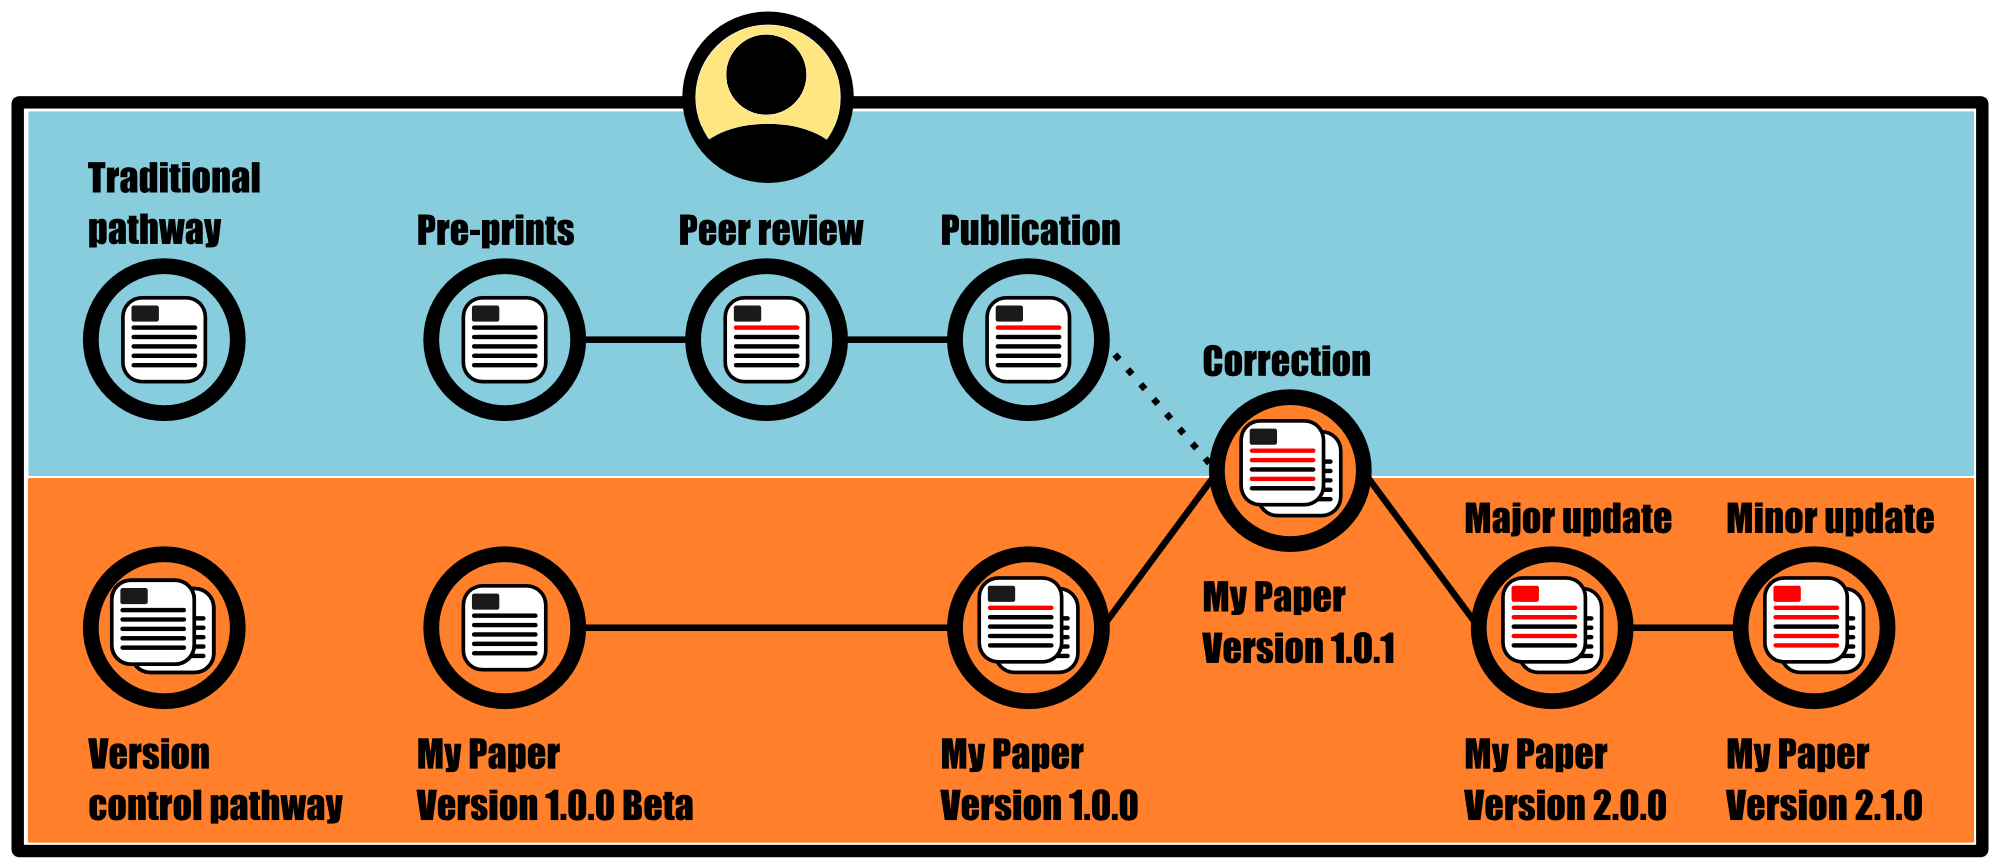 Traditional
pathway
Pre-prints
Peer review
Publication
Correction
My Paper
Version 1.0.1
Major update
Minor update
Version
control pathway
My Paper
Version 1.0.0 Beta
My Paper
Version 1.0.0
My Paper
Version 2.0.0
My Paper
Version 2.1.0